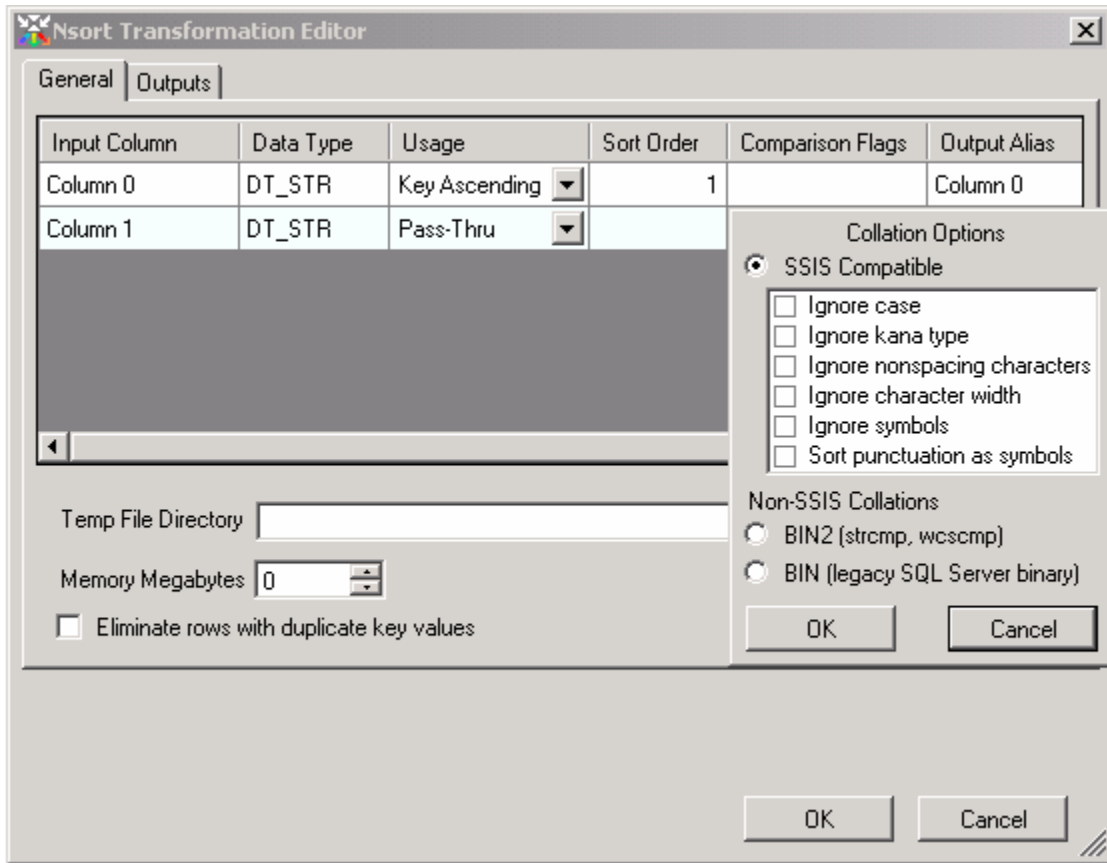 Nsort Transformation Editor
General Outputs
Input Column Data Type Usage Sort Order Comparison Flags Output Alias
Column 0 DT_STR Key Ascending 1 Column 0
Column 1 DT_STR Pass-Thru
Collation Options
SSIS Compatible
Ignore case
Ignore kana type
Ignore nonspacing characters
Ignore character width
Ignore symbols
Sort punctuation as symbols
Temp File Directory
Non-SSIS Collations
BIN2 (strcmp, wcscmp)
Memory Megabytes 0
BIN (legacy SQL Server binary)
Eliminate rows with duplicate key values
OK Cancel
OK Cancel